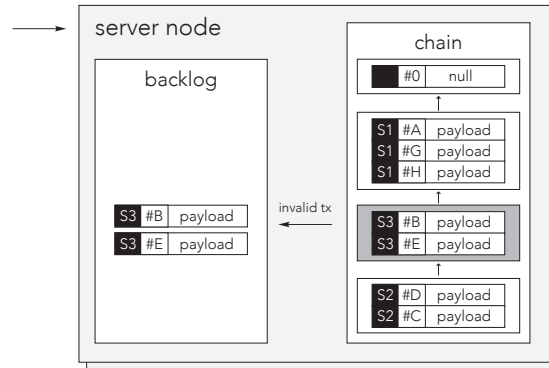 server node
backlog
S3 #B payload
S3 #E payload
invalid tx
chain
#0 null
S1 #A payload
S1 #G payload
S1 #H payload
S3 #B payload
S3 #E payload
S2 #D payload
S2 #C payload